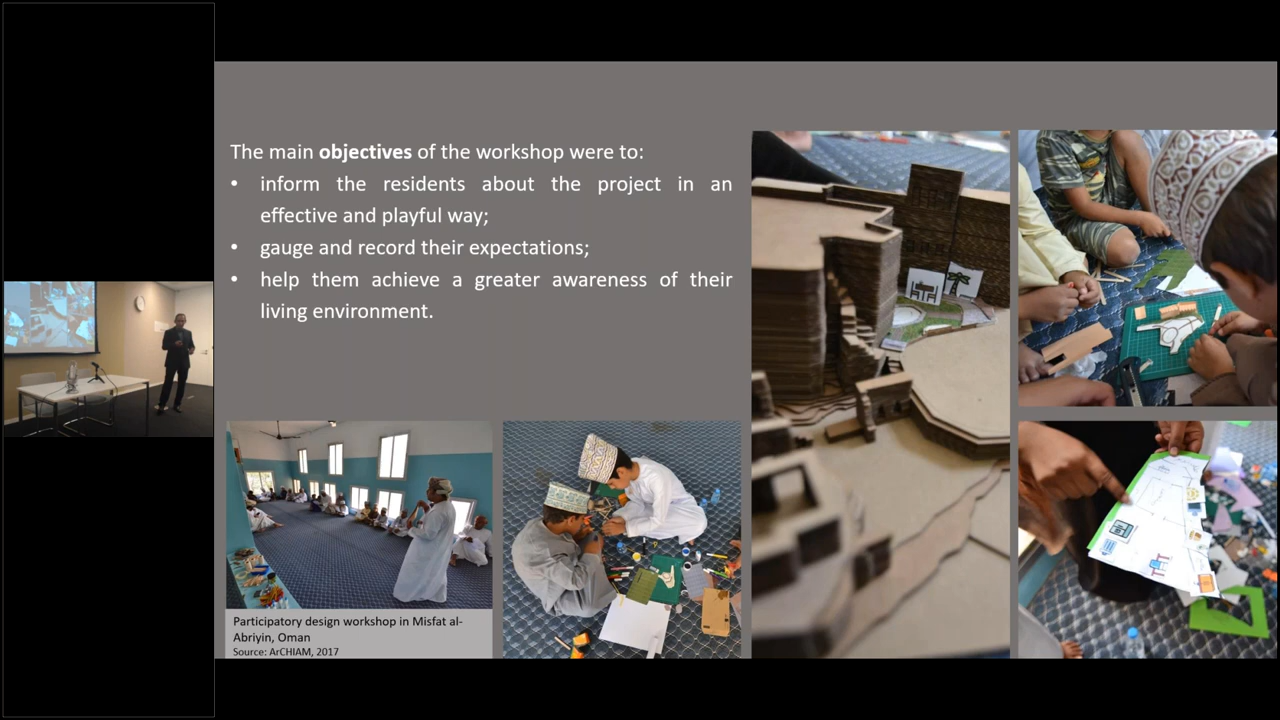 The main objectives of the workshop were to:
• inform the residents about the project in an
effective and playful way;
• gauge and record their expectations;
• help them achieve a greater awareness of their
living environment.
Participatory design workshop in Misfat al-
Abriyin, Oman
Source: ArCHIAM, 2017